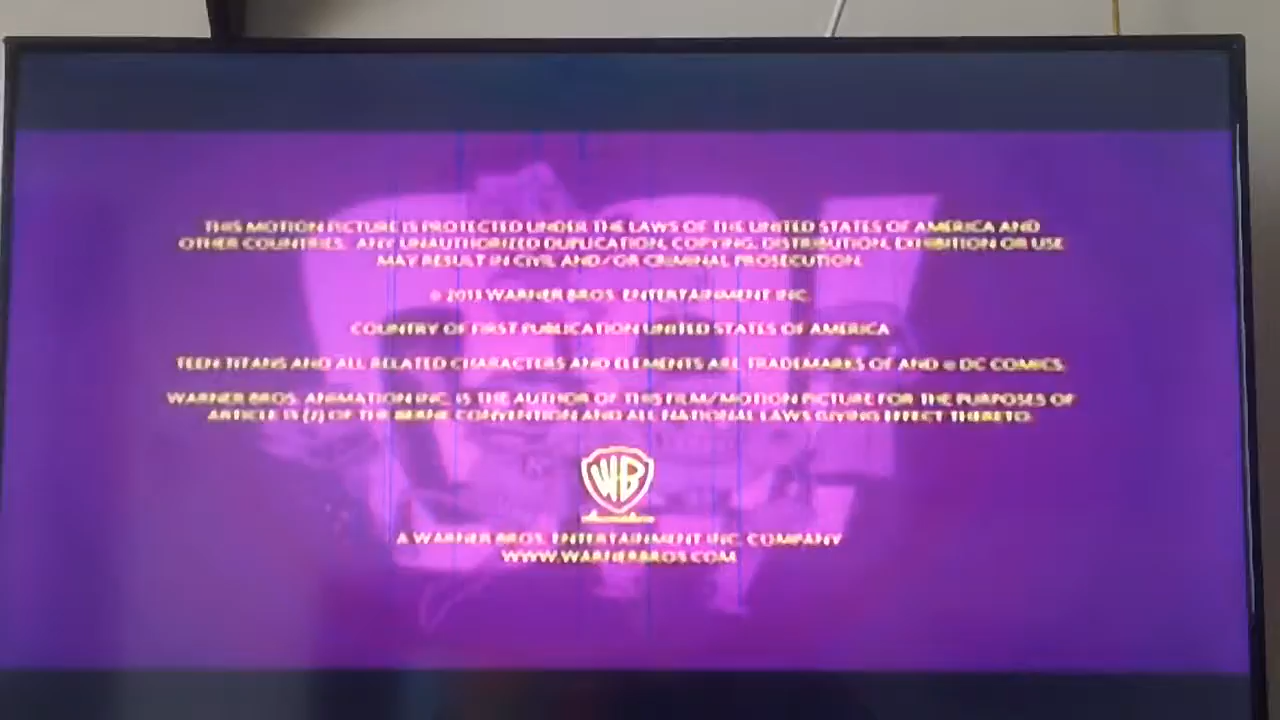 THIS MOTION PICTURE IS PROTECTED UNDER THE LAWS OF THE UNITED STATES OF AMERICA AND
OTHER COUNTRIES. ANY UNAUTHORIZED DUPLICATION, COPYING, DISTRIBUTION, EXHIBITION OR USE
MAY RESULT IN CIVIL AND/OR CRIMINAL PROSECUTION.
© 2013 WARNER BROS. ENTERTAINMENT INC.
COUNTRY OF FIRST PUBLICATION UNITED STATES OF AMERICA
TEEN TITANS AND ALL RELATED CHARACTERS AND ELEMENTS ARE TRADEMARKS OF AND © DC COMICS.
WARNER BROS. ANIMATION INC. IS THE AUTHOR OF THIS FILM/MOTION PICTURE FOR THE PURPOSES OF
ARTICLE 15 (2) OF THE BERNE CONVENTION AND ALL NATIONAL LAWS GIVING EFFECT THERETO.
WB
A WARNER BROS. ENTERTAINMENT INC. COMPANY
WWW.WARNERBROS.COM